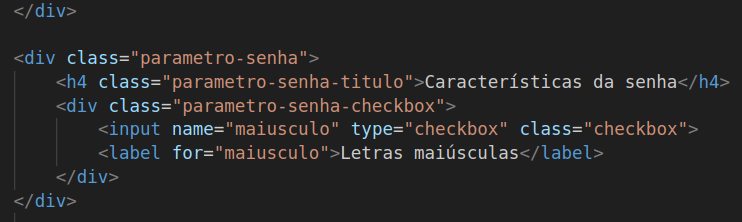 </div>
<div class="parametro-senha">
<h4 class="parametro-senha-titulo">Características da senha</h4>
<div class="parametro-senha-checkbox">
<input name="maiusculo" type="checkbox" class="checkbox">
<label for="maiusculo">Letras maiúsculas</label>
</div>
</div>